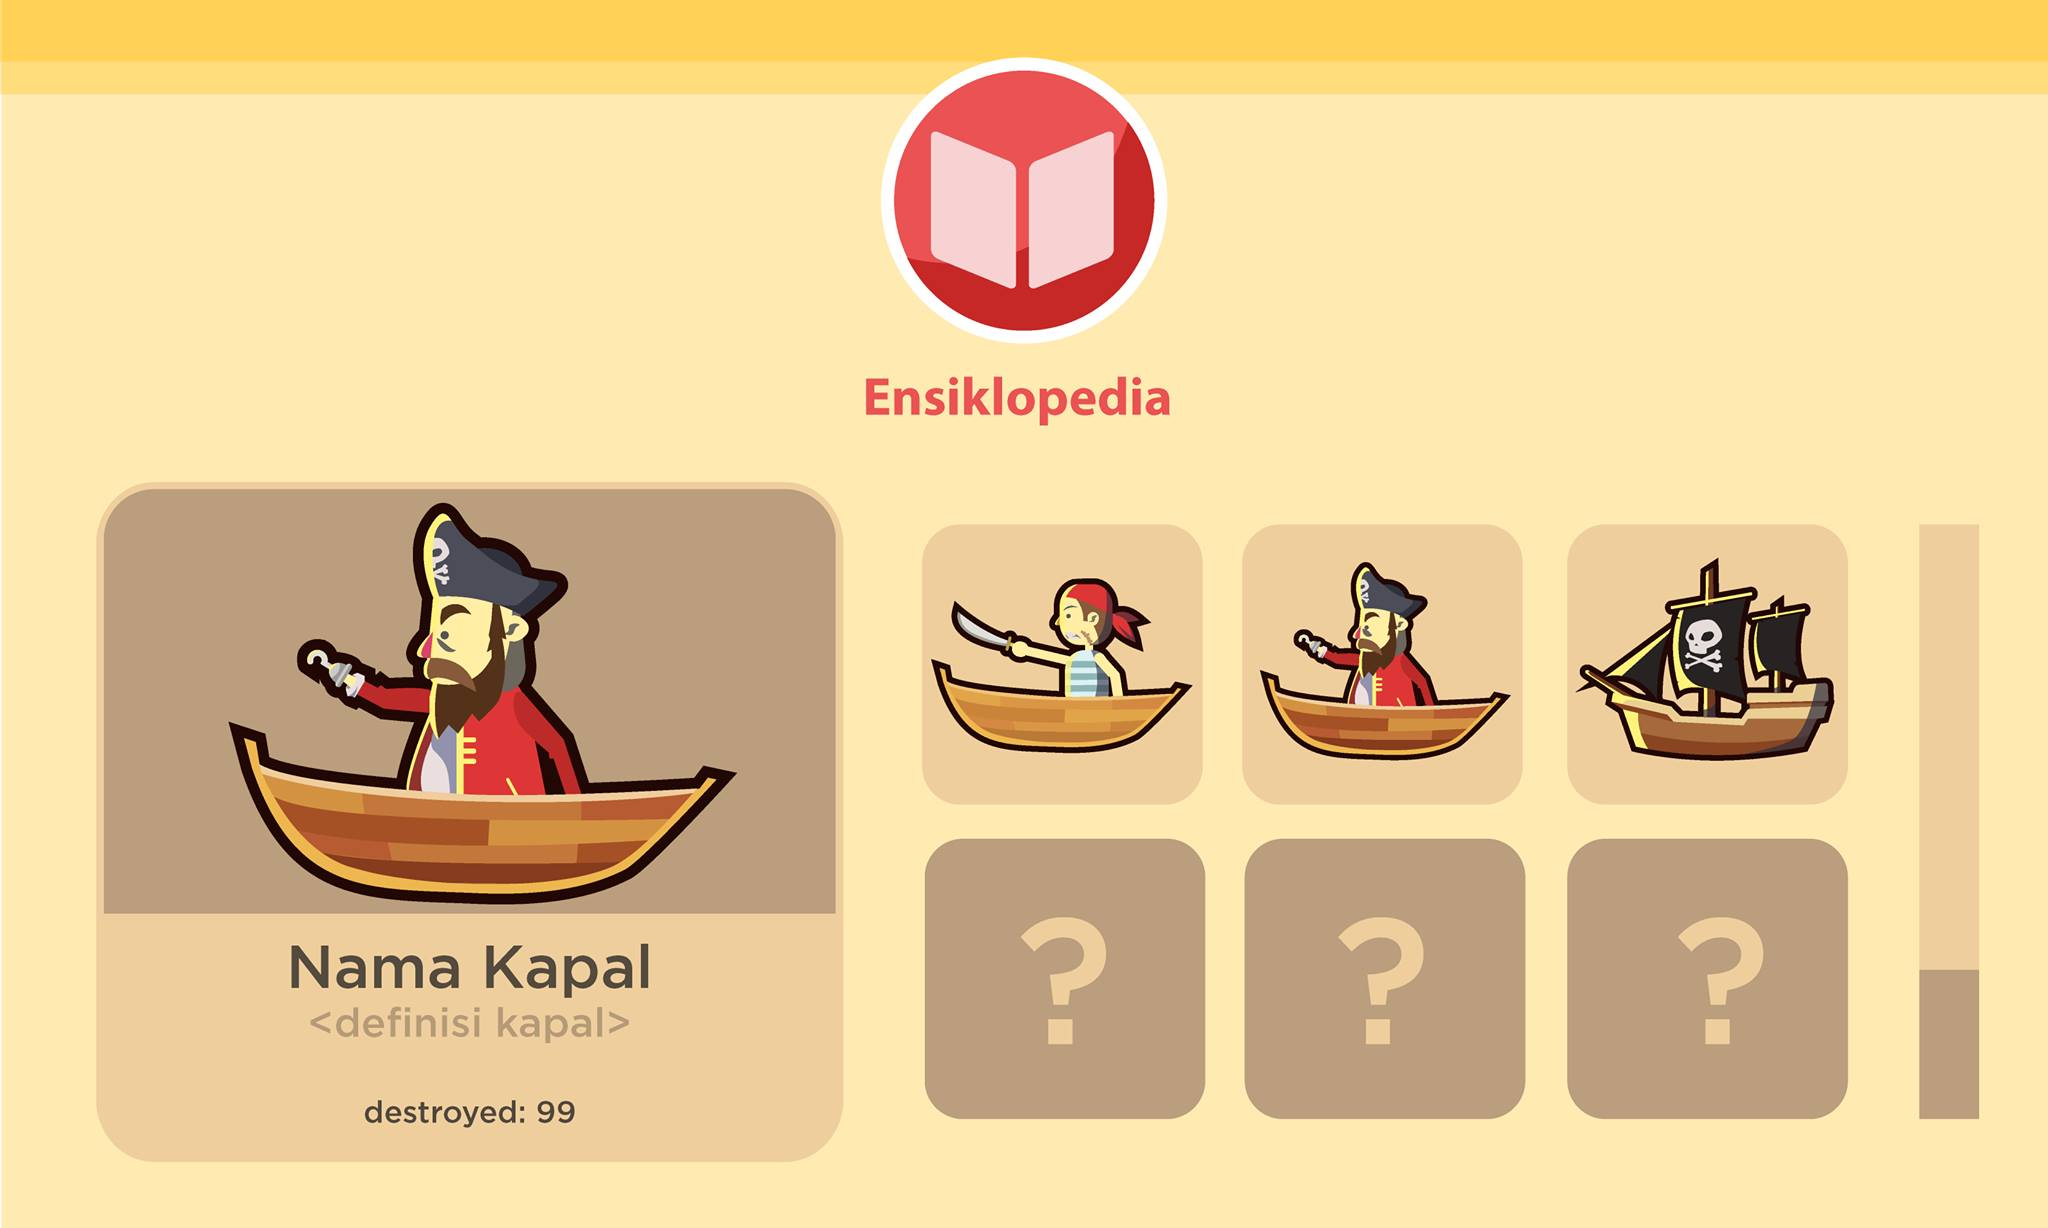 Ensiklopedia
Nama Kapal
<definisi kapal>
destroyed: 99
? ? ?